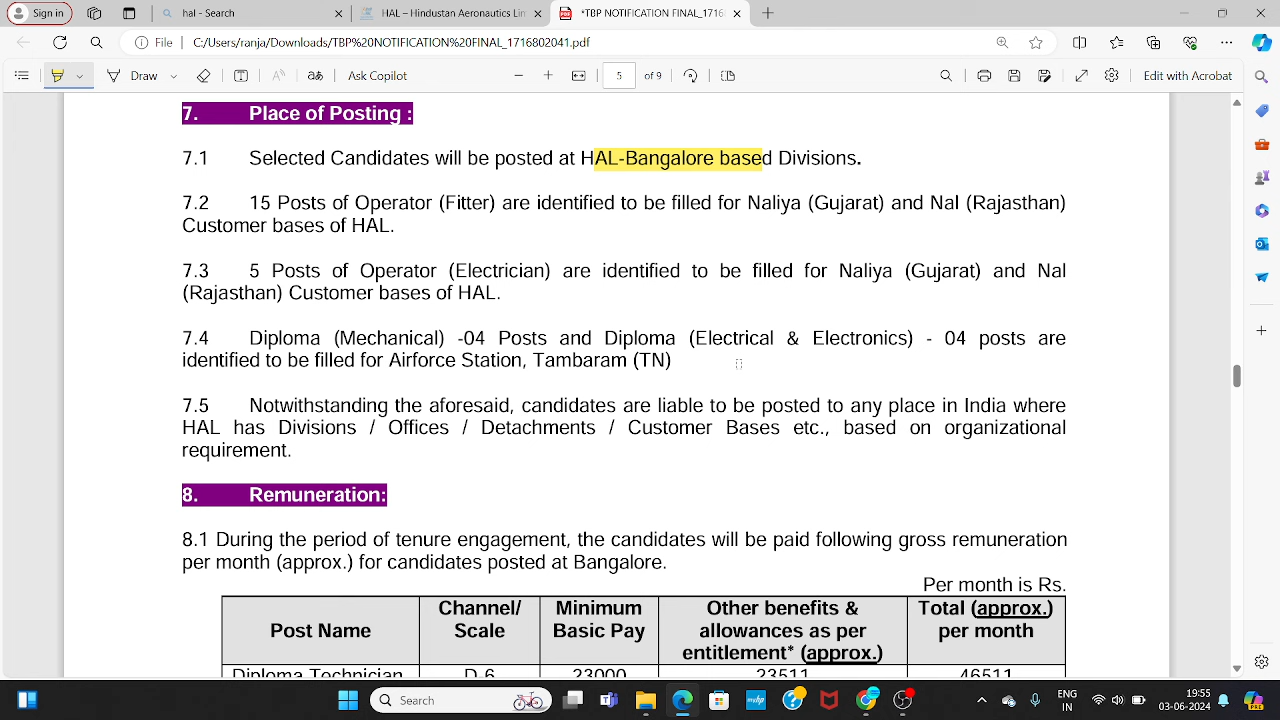 Sign in
hal - Search
HAL – Hindustan Aeronautics Lin
*TBP NOTIFICATION FINAL_1716
File
C:/Users/ranja/Downloads/TBP%20NOTIFICATION%20FINAL_1716802041.pdf
Draw
Ask Copilot
5 of 9
Edit with Acrobat
7. Place of Posting :
7.1 Selected Candidates will be posted at HAL-Bangalore based Divisions.
7.2 15 Posts of Operator (Fitter) are identified to be filled for Naliya (Gujarat) and Nal (Rajasthan)
Customer bases of HAL.
7.3 5 Posts of Operator (Electrician) are identified to be filled for Naliya (Gujarat) and Nal
(Rajasthan) Customer bases of HAL.
7.4 Diploma (Mechanical) -04 Posts and Diploma (Electrical & Electronics) - 04 posts are
identified to be filled for Airforce Station, Tambaram (TN)
7.5 Notwithstanding the aforesaid, candidates are liable to be posted to any place in India where
HAL has Divisions / Offices / Detachments / Customer Bases etc., based on organizational
requirement.
8. Remuneration:
8.1 During the period of tenure engagement, the candidates will be paid following gross remuneration
per month (approx.) for candidates posted at Bangalore.
Per month is Rs.
Post Name
Channel/
Scale
Minimum
Basic Pay
Other benefits &
allowances as per
entitlement* (approx.)
Total (approx.)
per month
Diploma Technician D-6 23000 23511 46511
Search
ENG
IN
19:55
03-06-2024